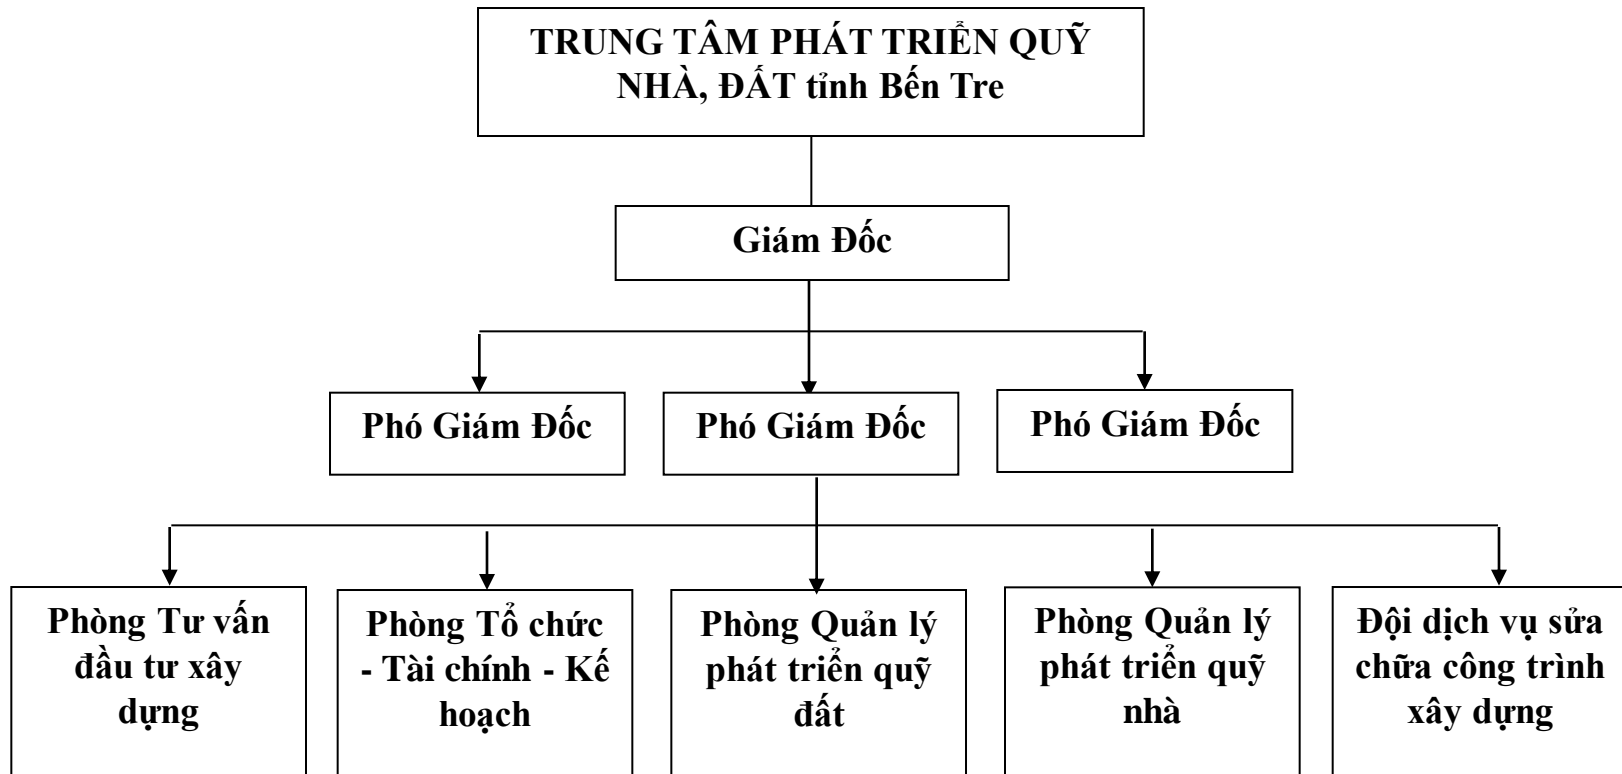 TRUNG TÂM PHÁT TRIỂN QUỸ
NHÀ, ĐẤT tỉnh Bến Tre
Giám Đốc
Phó Giám Đốc
Phó Giám Đốc
Phó Giám Đốc
Phòng Tư vấn
đầu tư xây
dựng
Phòng Tổ chức
- Tài chính - Kế
hoạch
Phòng Quản lý
phát triển quỹ
đất
Phòng Quản lý
phát triển quỹ
nhà
Đội dịch vụ sửa
chữa công trình
xây dựng